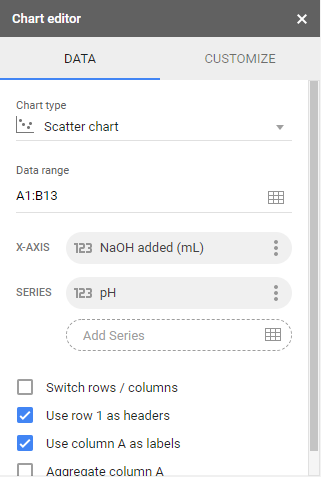 Chart editor ×
DATA CUSTOMIZE
Chart type
Scatter chart
Data range
A1:B13
X-AXIS 123 NaOH added (mL)
SERIES 123 pH
Add Series
Switch rows / columns
Use row 1 as headers
Use column A as labels
Aggregate column A